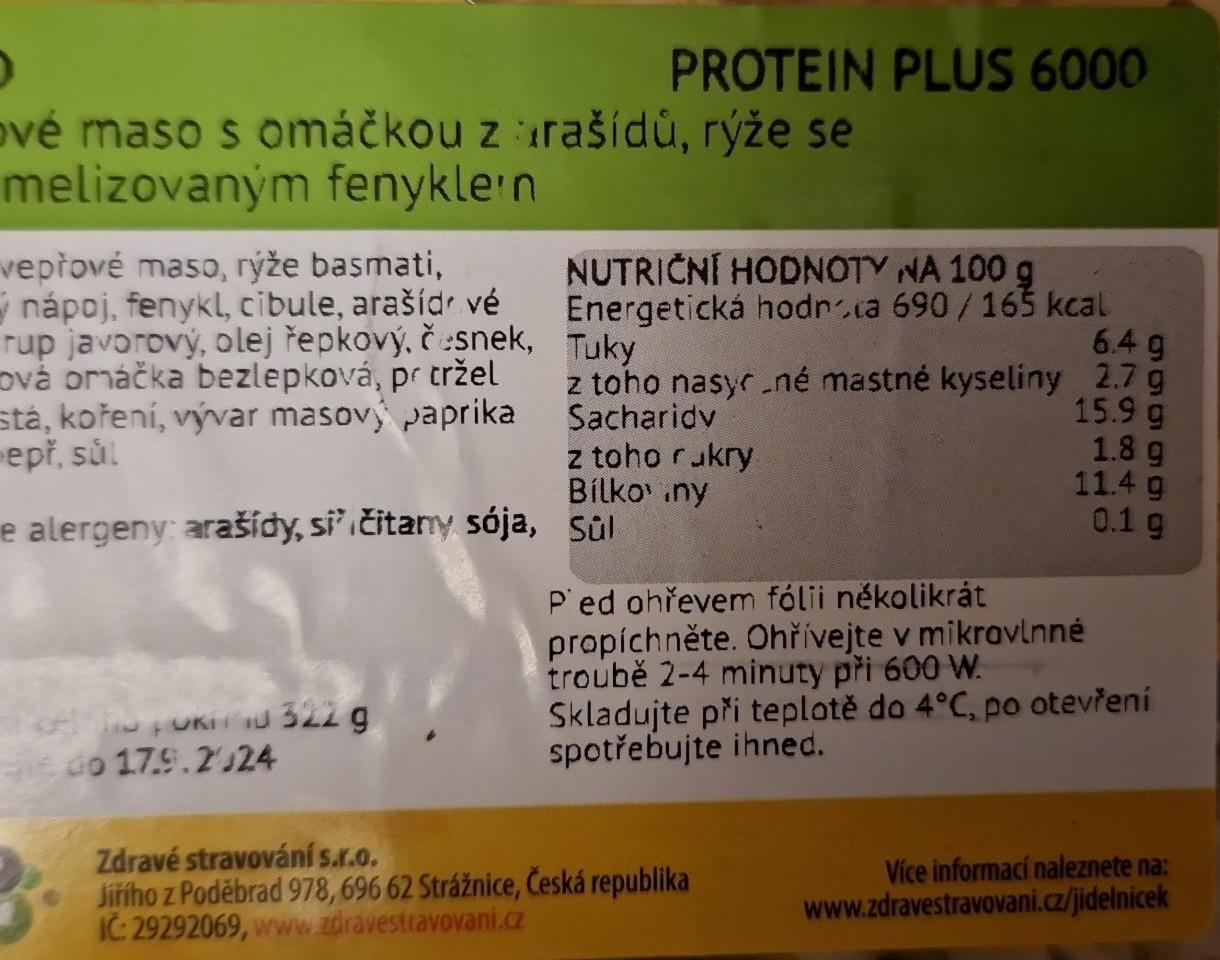 PROTEIN PLUS 6000
ové maso s omáčkou z arašídů, rýže se
melizovaným fenyklem
vepřové maso, rýže basmati,
ý nápoj, fenykl, cibule, arašídové
rup javorový, olej řepkový, česnek,
ová omáčka bezlepková, petržel
stá, koření, vývar masový paprika
epř, sůl
e alergeny: arašídy, siřičitany, sója,
322 g
do 17.9.2024
NUTRIČNÍ HODNOTY NA 100 g
Energetická hodnota 690 / 165 kcal
Tuky 6.4 g
z toho nasycené mastné kyseliny 2.7 g
Sacharidy 15.9 g
z toho cukry 1.8 g
Bílkoviny 11.4 g
Sůl 0.1 g
Před ohřevem fólii několikrát
propíchněte. Ohřívejte v mikrovlnné
troubě 2-4 minuty při 600 W.
Skladujte při teplotě do 4°C, po otevření
spotřebujte ihned.
Zdravé stravování s.r.o.
Jiřího z Poděbrad 978, 696 62 Strážnice, Česká republika
IČ: 29292069, www.zdravestravovani.cz
Více informací naleznete na:
www.zdravestravovani.cz/jidelnicek